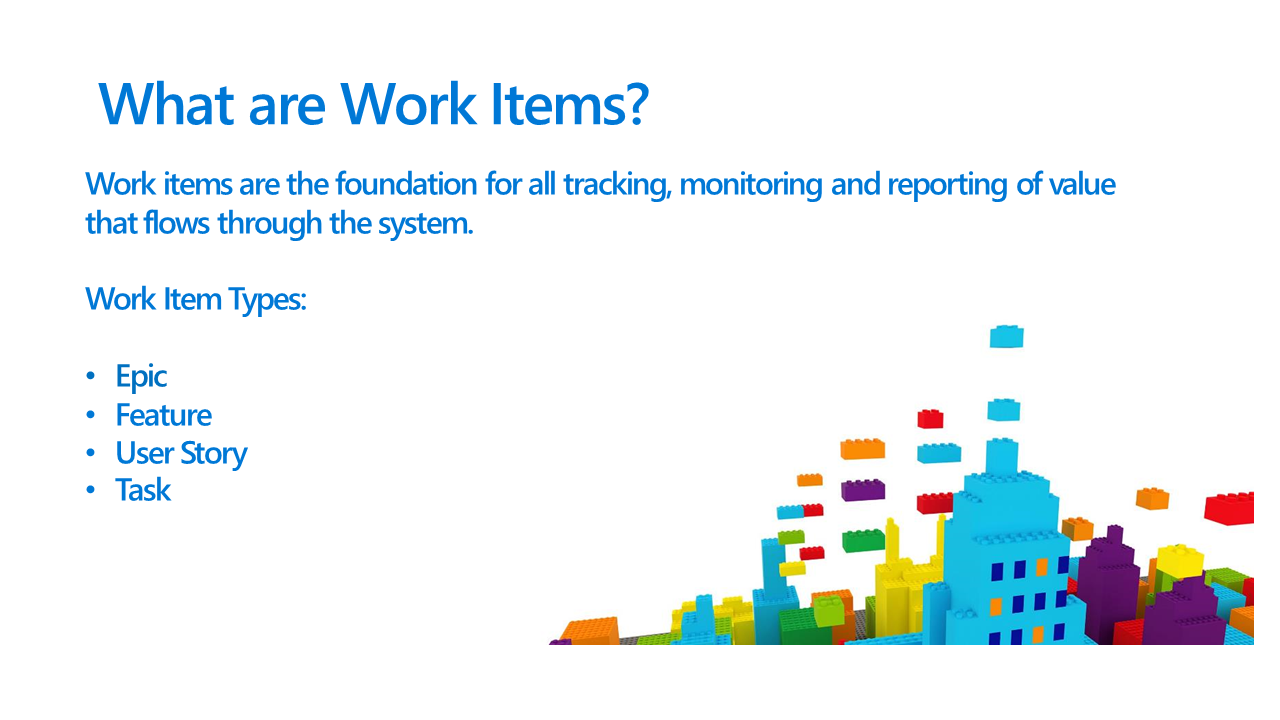 What are Work Items?
Work items are the foundation for all tracking, monitoring and reporting of value
that flows through the system.
Work Item Types:
• Epic
• Feature
• User Story
• Task